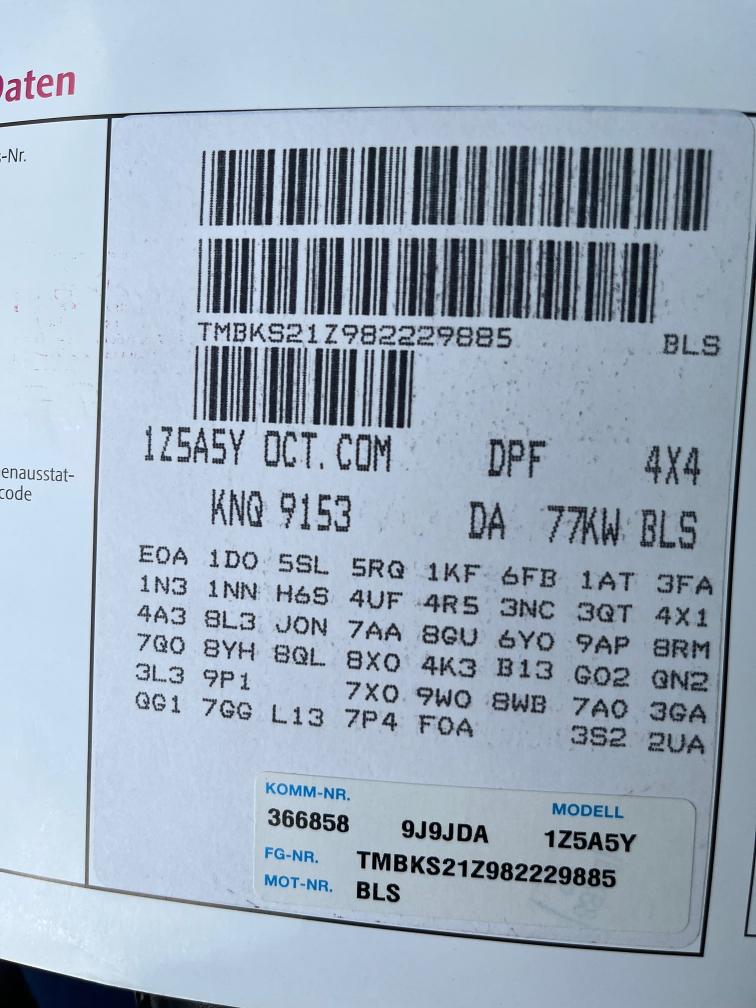 Daten
-Nr.
TMBKS21Z982229885 BLS
1Z5A5Y OCT.COM DPF 4X4
KNQ 9153 DA 77KW BLS
enausstat-
code
E0A 1D0 5SL 5RQ 1KF 6FB 1AT 3FA
1N3 1NN H6S 4UF 4R5 3NC 3QT 4X1
4A3 8L3 J0N 7AA 8GU 6Y0 9AP 8RM
7Q0 8YH 8QL 8X0 4K3 B13 G02 QN2
3L3 9P1 7X0 9W0 8WB 7A0 3GA
QG1 7GG L13 7P4 F0A 3S2 2UA
KOMM-NR. MODELL
366858 9J9JDA 1Z5A5Y
FG-NR. TMBKS21Z982229885
MOT-NR. BLS